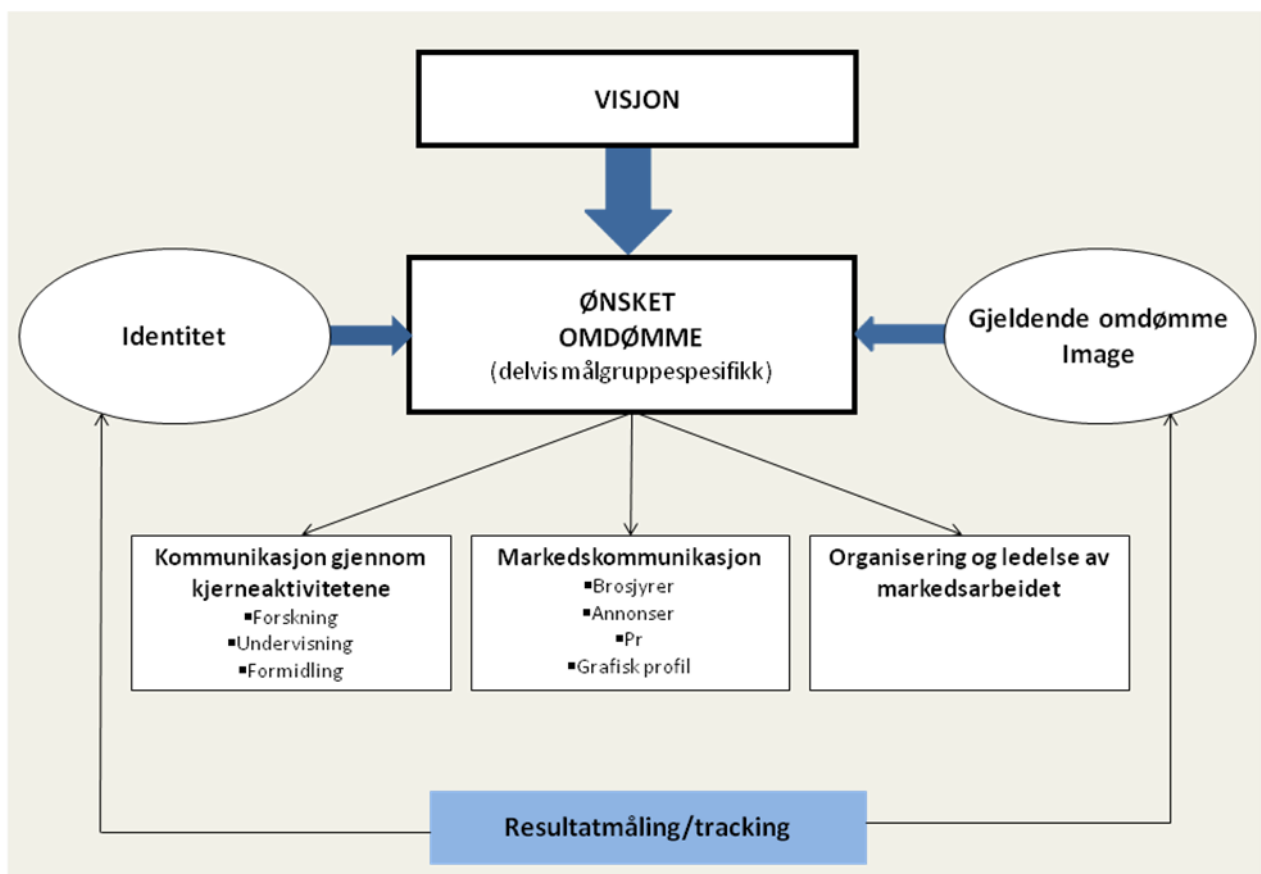 VISJON
ØNSKET
OMDØMME
(delvis målgruppespesifikk)
Identitet
Gjeldende omdømme
Image
Kommunikasjon gjennom
kjerneaktivitetene
▪Forskning
▪Undervisning
▪Formidling
Markedskommunikasjon
▪Brosjyrer
▪Annonser
▪Pr
▪Grafisk profil
Organisering og ledelse av
markedsarbeidet
Resultatmåling/tracking